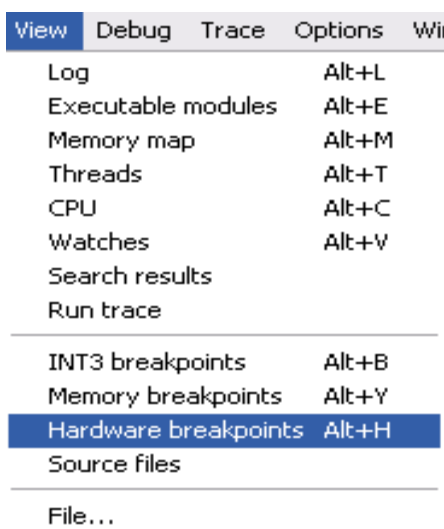 View Debug Trace Options
Log Alt+L
Executable modules Alt+E
Memory map Alt+M
Threads Alt+T
CPU Alt+C
Watches Alt+V
Search results
Run trace
INT3 breakpoints Alt+B
Memory breakpoints Alt+Y
Hardware breakpoints Alt+H
Source files
File...